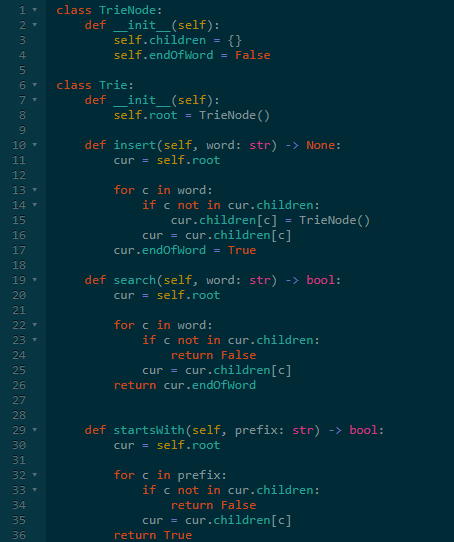 1 class TrieNode:
2     def __init__(self):
3         self.children = {}
4         self.endOfWord = False
5
6 class Trie:
7     def __init__(self):
8         self.root = TrieNode()
9
10     def insert(self, word: str) -> None:
11         cur = self.root
12
13         for c in word:
14             if c not in cur.children:
15                 cur.children[c] = TrieNode()
16             cur = cur.children[c]
17         cur.endOfWord = True
18
19     def search(self, word: str) -> bool:
20         cur = self.root
21
22         for c in word:
23             if c not in cur.children:
24                 return False
25             cur = cur.children[c]
26         return cur.endOfWord
27
28
29     def startsWith(self, prefix: str) -> bool:
30         cur = self.root
31
32         for c in prefix:
33             if c not in cur.children:
34                 return False
35             cur = cur.children[c]
36         return True